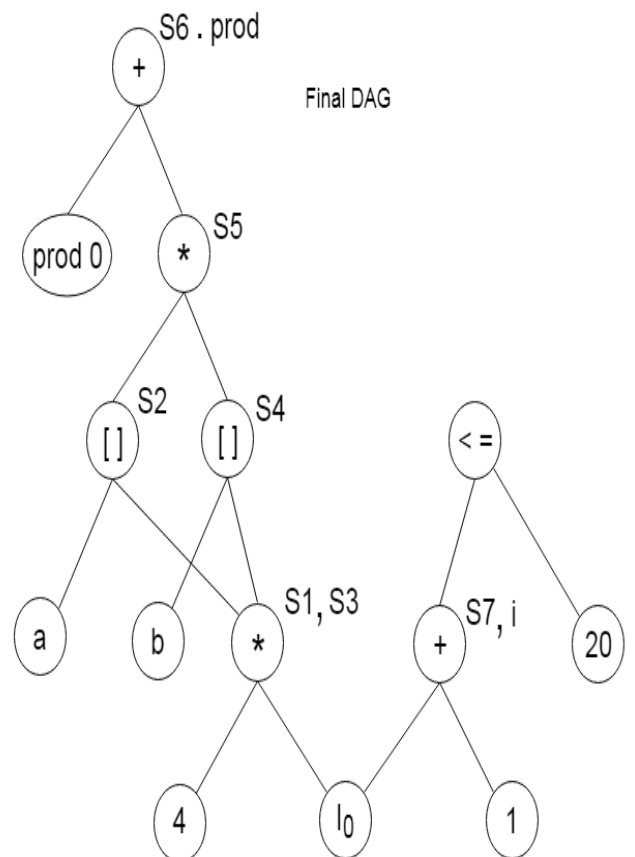 S6 . prod
+
Final DAG
prod 0
*
S5
[ ]
S2
[ ]
S4
< =
a
b
*
S1, S3
+
S7, i
20
4
I0
1